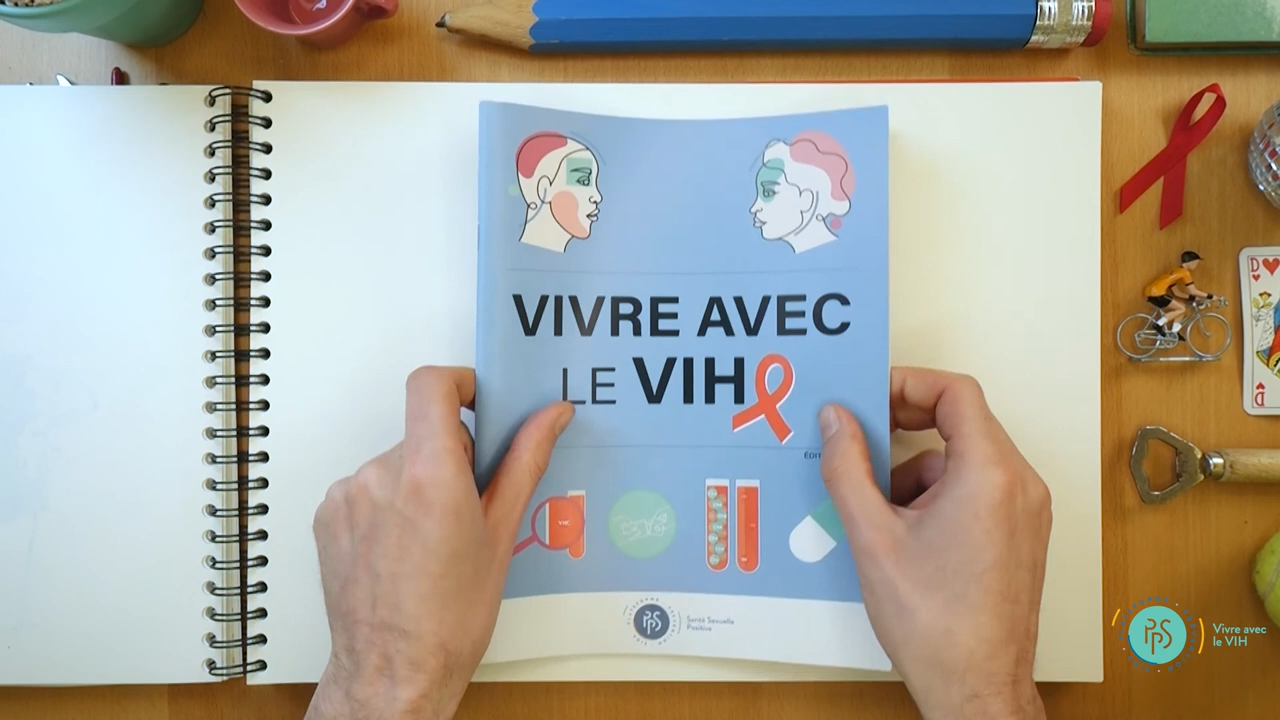 VIVRE AVEC
LE VIH
ÉDIT
VIH
PPS
Santé Sexuelle
Positive
D
D
PPS
Vivre avec
le VIH